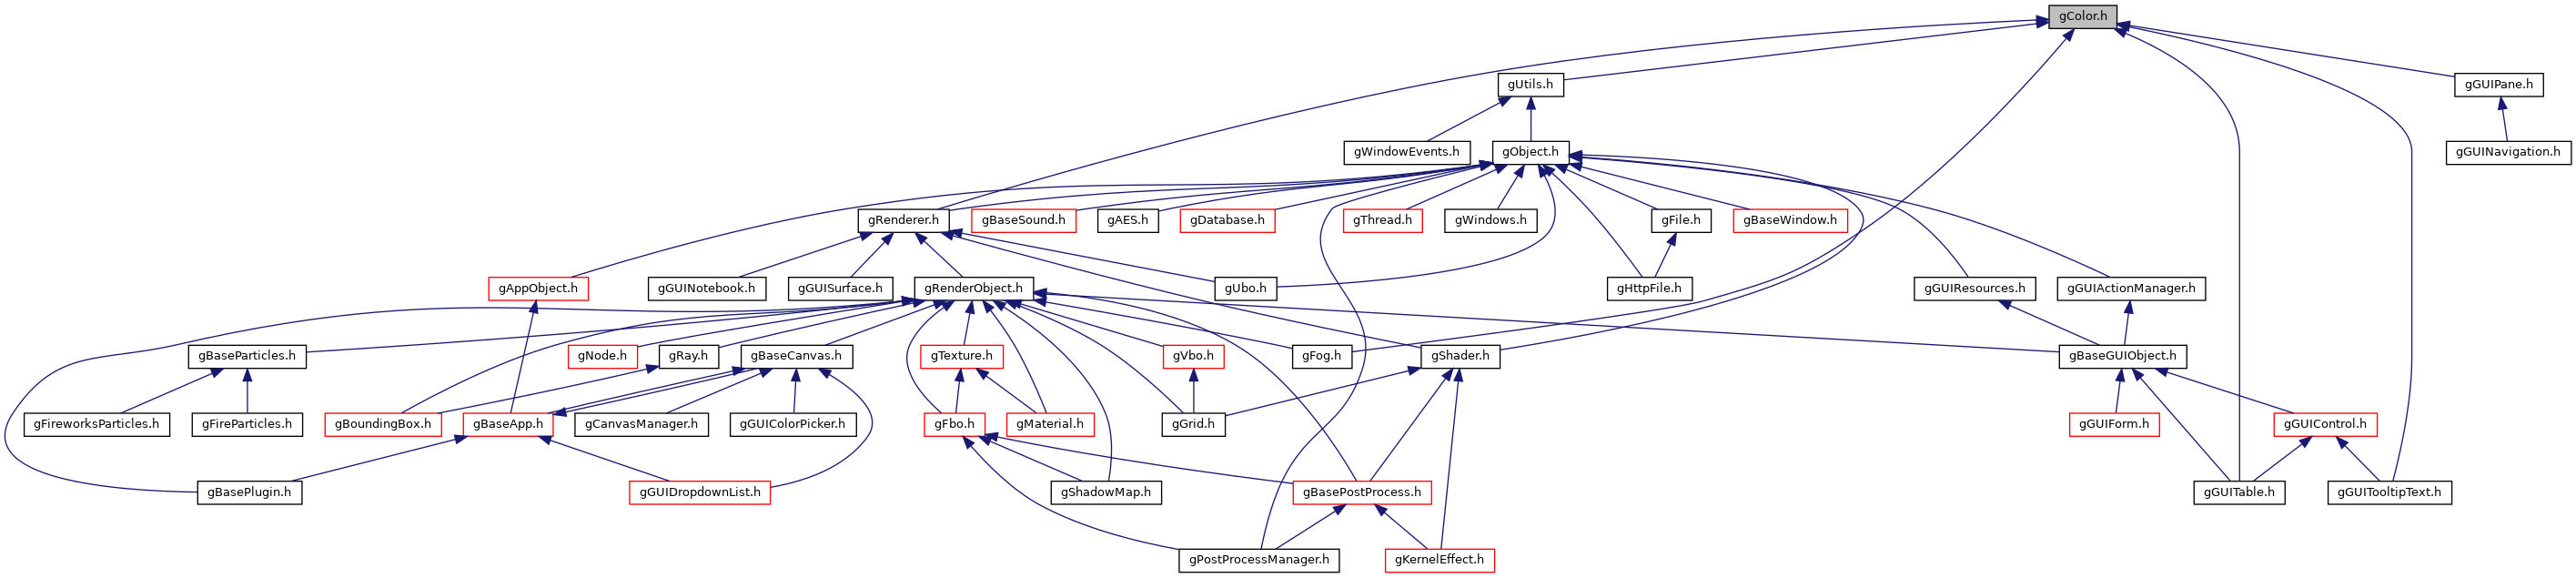 gColor.h
gUtils.h
gGUIPane.h
gWindowEvents.h
gObject.h
gGUINavigation.h
gRenderer.h
gBaseSound.h
gAES.h
gDatabase.h
gThread.h
gWindows.h
gFile.h
gBaseWindow.h
gAppObject.h
gGUINotebook.h
gGUISurface.h
gRenderObject.h
gUbo.h
gHttpFile.h
gGUIResources.h
gGUIActionManager.h
gBaseParticles.h
gNode.h
gRay.h
gBaseCanvas.h
gTexture.h
gVbo.h
gFog.h
gShader.h
gBaseGUIObject.h
gFireworksParticles.h
gFireParticles.h
gBoundingBox.h
gBaseApp.h
gCanvasManager.h
gGUIColorPicker.h
gFbo.h
gMaterial.h
gGrid.h
gGUIForm.h
gGUIControl.h
gBasePlugin.h
gGUIDropdownList.h
gShadowMap.h
gBasePostProcess.h
gGUITable.h
gGUITooltipText.h
gPostProcessManager.h
gKernelEffect.h